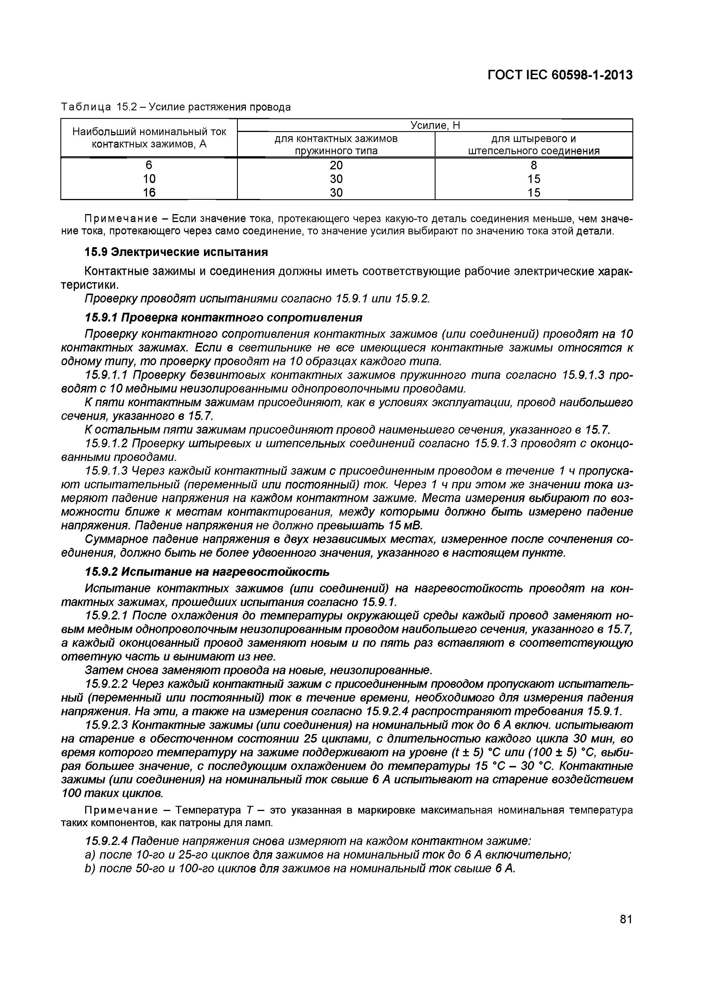 ГОСТ IEC 60598-1-2013
Таблица 15.2 – Усилие растяжения провода
Наибольший номинальный ток контактных зажимов, А
Усилие, Н
для контактных зажимов пружинного типа
для штыревого и штепсельного соединения
6 20 8
10 30 15
16 30 15
Примечание – Если значение тока, протекающего через какую-то деталь соединения меньше, чем значе-
ние тока, протекающего через само соединение, то значение усилия выбирают по значению тока этой детали.
15.9 Электрические испытания
Контактные зажимы и соединения должны иметь соответствующие рабочие электрические харак-
теристики.
Проверку проводят испытаниями согласно 15.9.1 или 15.9.2.
15.9.1 Проверка контактного сопротивления
Проверку контактного сопротивления контактных зажимов (или соединений) проводят на 10
контактных зажимах. Если в светильнике не все имеющиеся контактные зажимы относятся к
одному типу, то проверку проводят на 10 образцах каждого типа.
15.9.1.1 Проверку безвинтовых контактных зажимов пружинного типа согласно 15.9.1.3 про-
водят с 10 медными неизолированными однопроволочными проводами.
К пяти контактным зажимам присоединяют, как в условиях эксплуатации, провод наибольшего
сечения, указанного в 15.7.
К остальным пяти зажимам присоединяют провод наименьшего сечения, указанного в 15.7.
15.9.1.2 Проверку штыревых и штепсельных соединений согласно 15.9.1.3 проводят с оконцо-
ванными проводами.
15.9.1.3 Через каждый контактный зажим с присоединенным проводом в течение 1 ч пропуска-
ют испытательный (переменный или постоянный) ток. Через 1 ч при этом же значении тока из-
меряют падение напряжения на каждом контактном зажиме. Места измерения выбирают по воз-
можности ближе к местам контактирования, между которыми должно быть измерено падение
напряжения. Падение напряжения не должно превышать 15 мВ.
Суммарное падение напряжения в двух независимых местах, измеренное после сочленения со-
единения, должно быть не более удвоенного значения, указанного в настоящем пункте.
15.9.2 Испытание на нагревостойкость
Испытание контактных зажимов (или соединений) на нагревостойкость проводят на кон-
тактных зажимах, прошедших испытания согласно 15.9.1.
15.9.2.1 После охлаждения до температуры окружающей среды каждый провод заменяют но-
вым медным однопроволочным неизолированным проводом наибольшего сечения, указанного в 15.7,
а каждый оконцованный провод заменяют новым и по пять раз вставляют в соответствующую
ответную часть и вынимают из нее.
Затем снова заменяют провода на новые, неизолированные.
15.9.2.2 Через каждый контактный зажим с присоединенным проводом пропускают испытатель-
ный (переменный или постоянный) ток в течение времени, необходимого для измерения падения
напряжения. На эти, а также на измерения согласно 15.9.2.4 распространяют требования 15.9.1.
15.9.2.3 Контактные зажимы (или соединения) на номинальный ток до 6 А включ. испытывают
на старение в обесточенном состоянии 25 циклами, с длительностью каждого цикла 30 мин, во
время которого температуру на зажиме поддерживают на уровне (t ± 5) °С или (100 ± 5) °С, выби-
рая большее значение, с последующим охлаждением до температуры 15 °С – 30 °С. Контактные
зажимы (или соединения) на номинальный ток свыше 6 А испытывают на старение воздействием
100 таких циклов.
Примечание – Температура Т – это указанная в маркировке максимальная номинальная температура
таких компонентов, как патроны для ламп.
15.9.2.4 Падение напряжения снова измеряют на каждом контактном зажиме:
a) после 10-го и 25-го циклов для зажимов на номинальный ток до 6 А включительно;
b) после 50-го и 100-го циклов для зажимов на номинальный ток свыше 6 А.
81